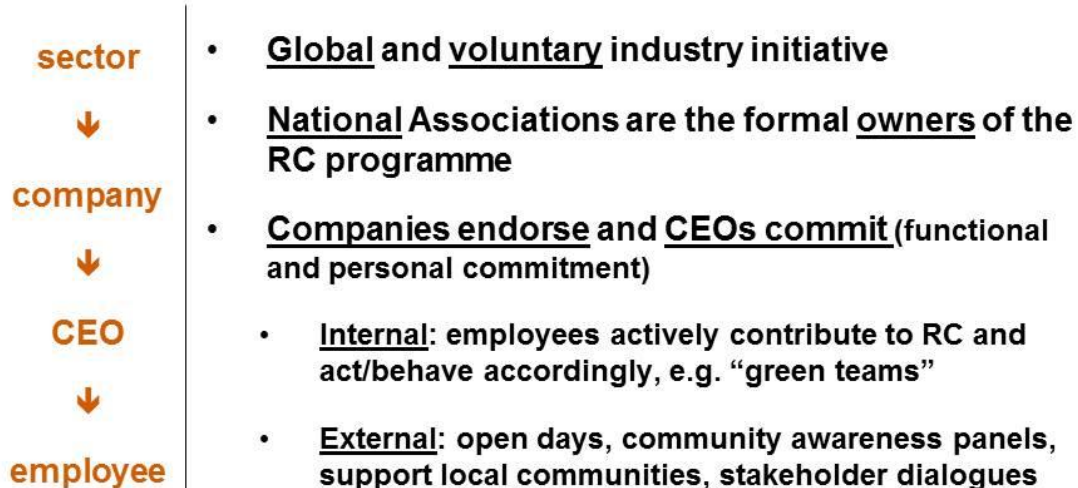 sector
↓
company
↓
CEO
↓
employee
• Global and voluntary industry initiative
• National Associations are the formal owners of the
RC programme
• Companies endorse and CEOs commit (functional
and personal commitment)
• Internal: employees actively contribute to RC and
act/behave accordingly, e.g. “green teams”
• External: open days, community awareness panels,
support local communities, stakeholder dialogues